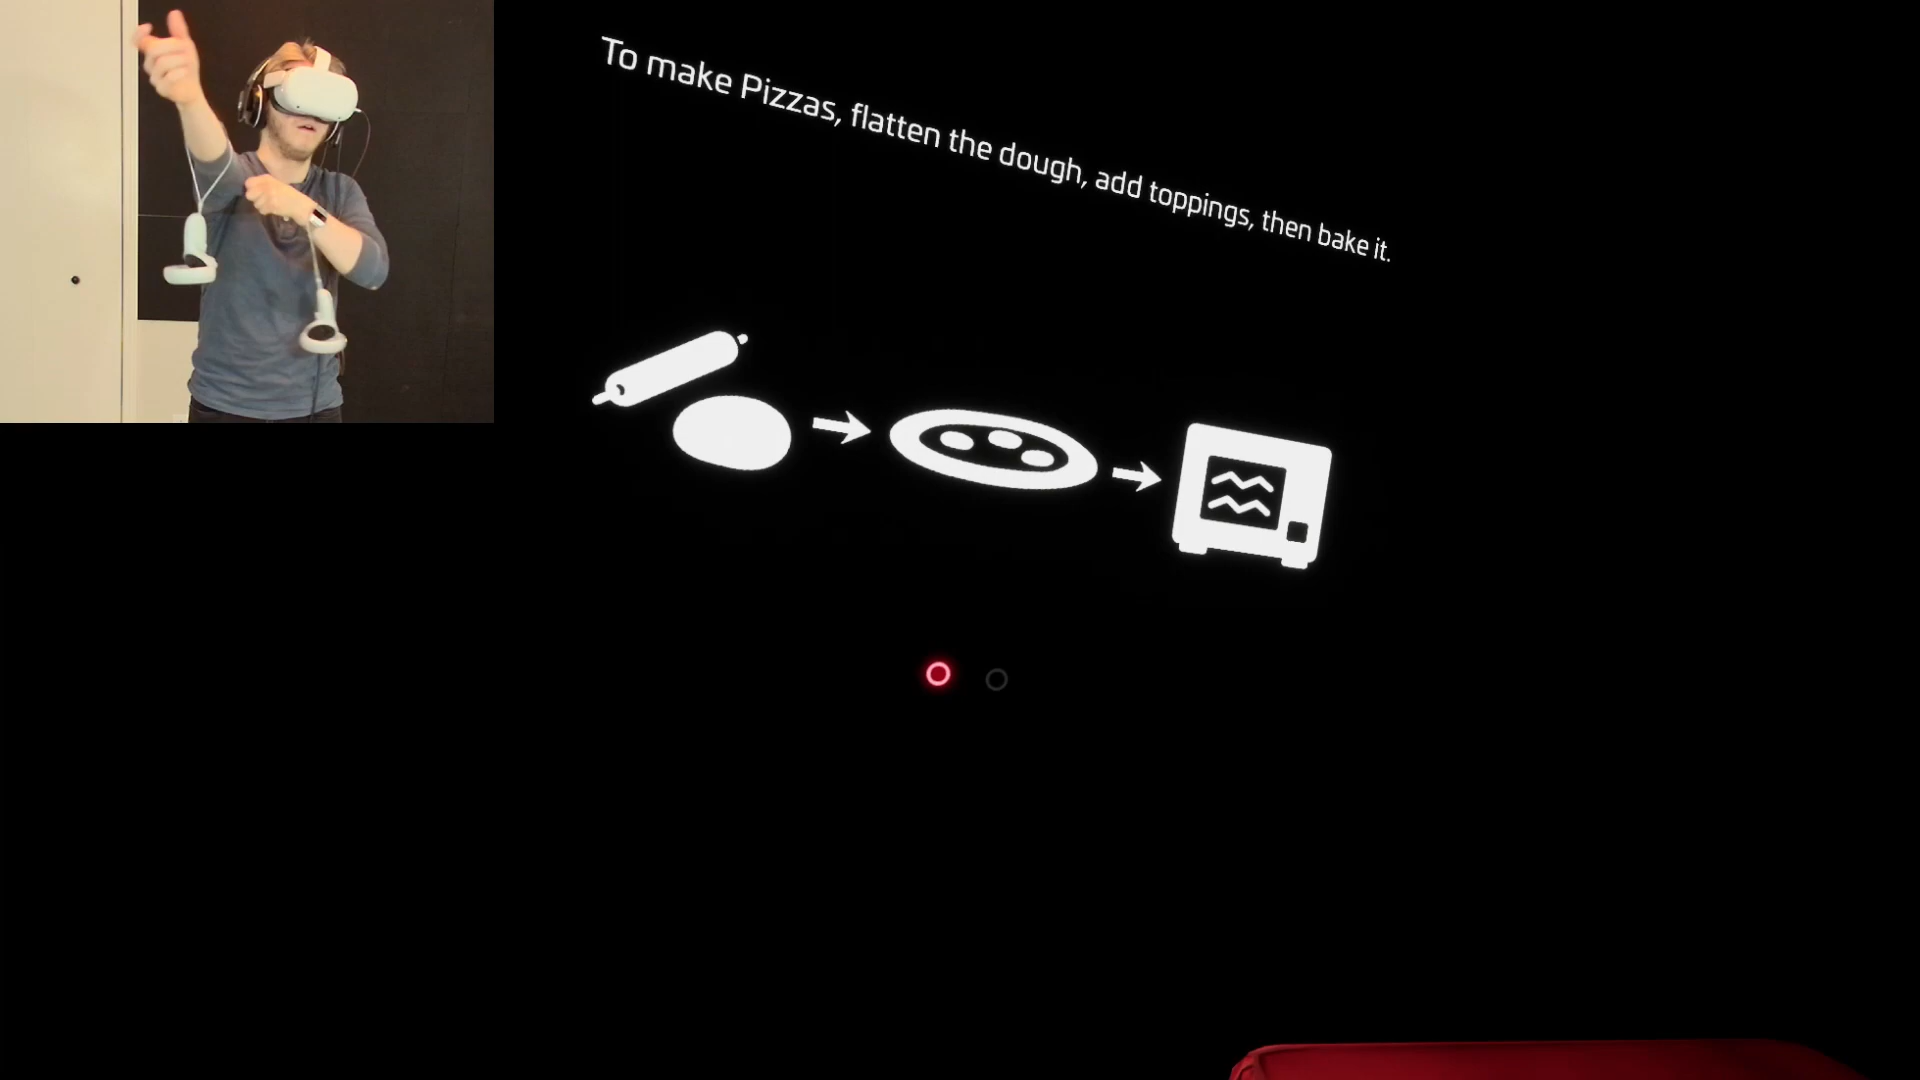 To make Pizzas, flatten the dough, add toppings, then bake it.